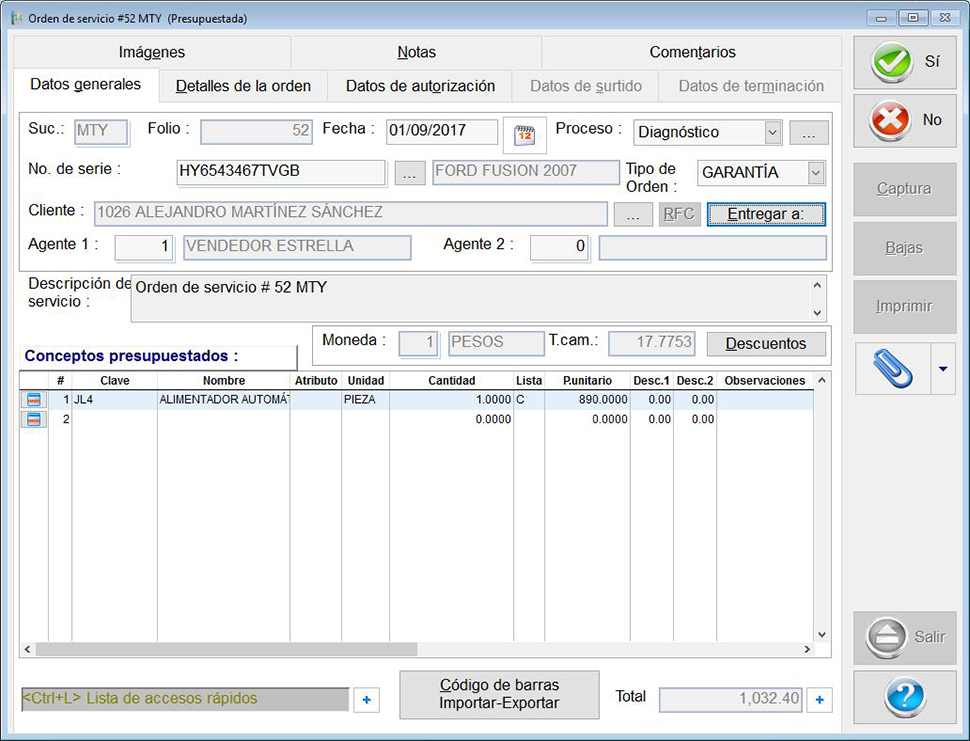 Orden de servicio #52 MTY (Presupuestada)
Imágenes Notas Comentarios
Datos generales Detalles de la orden Datos de autorización Datos de surtido Datos de terminación
Suc.: MTY Folio : 52 Fecha : 01/09/2017 12 Proceso : Diagnóstico ...
No. de serie : HY6543467TVGB ... FORD FUSION 2007 Tipo de Orden : GARANTÍA
Cliente : 1026 ALEJANDRO MARTÍNEZ SÁNCHEZ ... RFC Entregar a:
Agente 1 : 1 VENDEDOR ESTRELLA Agente 2 : 0
Descripción de servicio : Orden de servicio # 52 MTY
Moneda : 1 PESOS T.cam.: 17.7753 Descuentos
Conceptos presupuestados :
# Clave Nombre Atributo Unidad Cantidad Lista P.unitario Desc.1 Desc.2 Observaciones
1 JL4 ALIMENTADOR AUTOMÁT PIEZA 1.0000 C 890.0000 0.00 0.00
2 0.0000 0.0000 0.00 0.00
<Ctrl+L> Lista de accesos rápidos +
Código de barras
Importar-Exportar
Total 1,032.40 +
Sí
No
Captura
Bajas
Imprimir
Salir
?